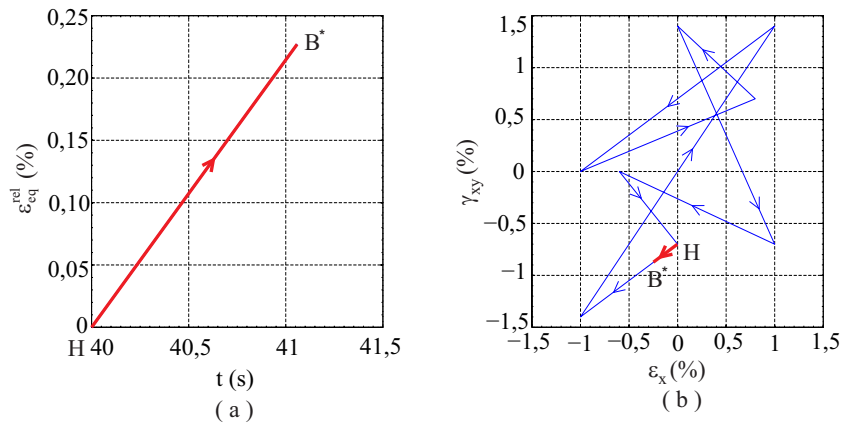 0,25
0,20
0,15
0,10
0,05
0
ε_eq^rel (%)
B*
H
40
40,5
41
41,5
t (s)
( a )
1,5
1
0,5
0
−0,5
−1
−1,5
γ_xy (%)
H
B*
−1,5
−1
−0,5
0
0,5
1
1,5
ε_x (%)
( b )